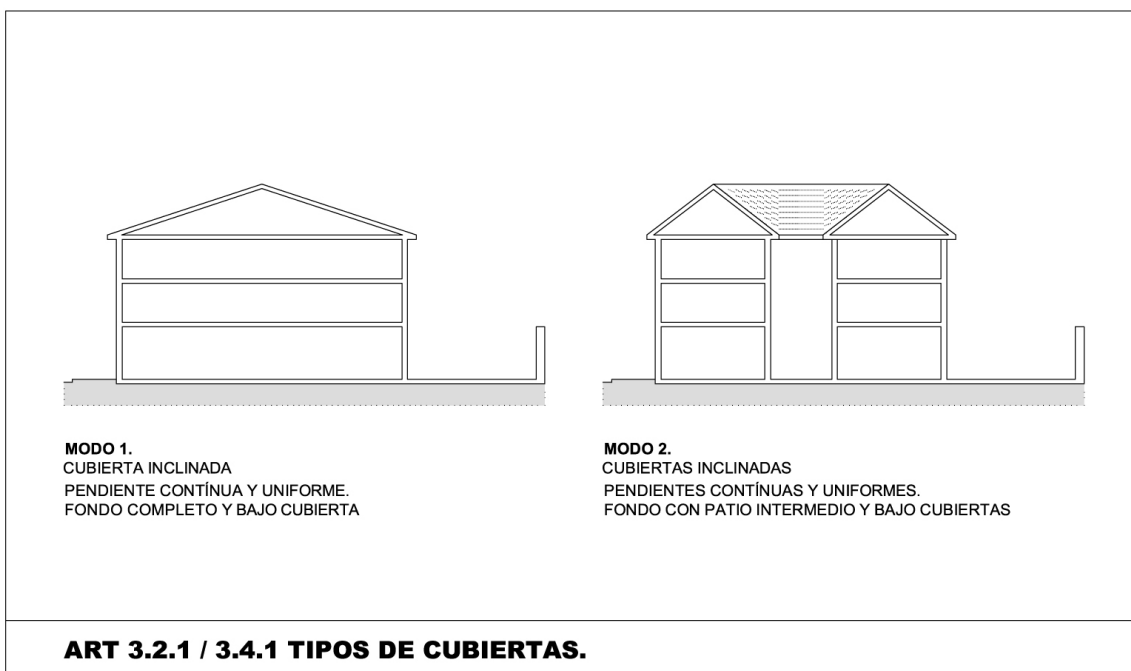 MODO 1.
CUBIERTA INCLINADA
PENDIENTE CONTÍNUA Y UNIFORME.
FONDO COMPLETO Y BAJO CUBIERTA
MODO 2.
CUBIERTAS INCLINADAS
PENDIENTES CONTÍNUAS Y UNIFORMES.
FONDO CON PATIO INTERMEDIO Y BAJO CUBIERTAS
ART 3.2.1 / 3.4.1 TIPOS DE CUBIERTAS.